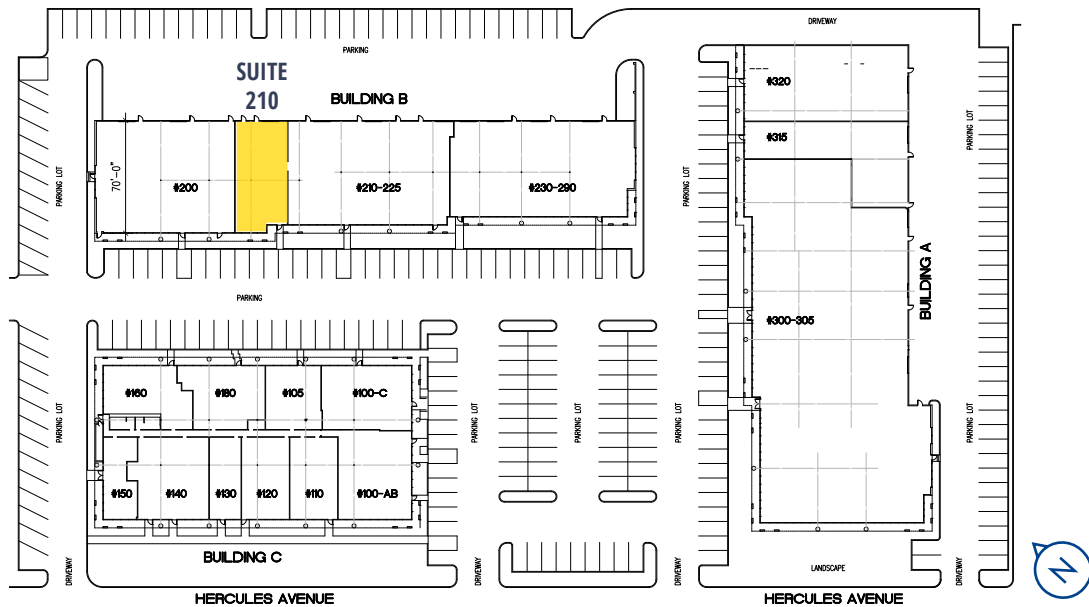 DRIVEWAY
PARKING
SUITE
210
BUILDING B
#320
#315
PARKING LOT
PARKING LOT
PARKING LOT
70'-0"
#200
#210-225
#230-290
BUILDING A
PARKING
#300-305
#160
#180
#105
#100-C
PARKING LOT
PARKING LOT
PARKING LOT
PARKING LOT
PARKING LOT
#150
#140
#130
#120
#110
#100-AB
BUILDING C
DRIVEWAY
DRIVEWAY
DRIVEWAY
LANDSCAPE
DRIVEWAY
N
HERCULES AVENUE
HERCULES AVENUE